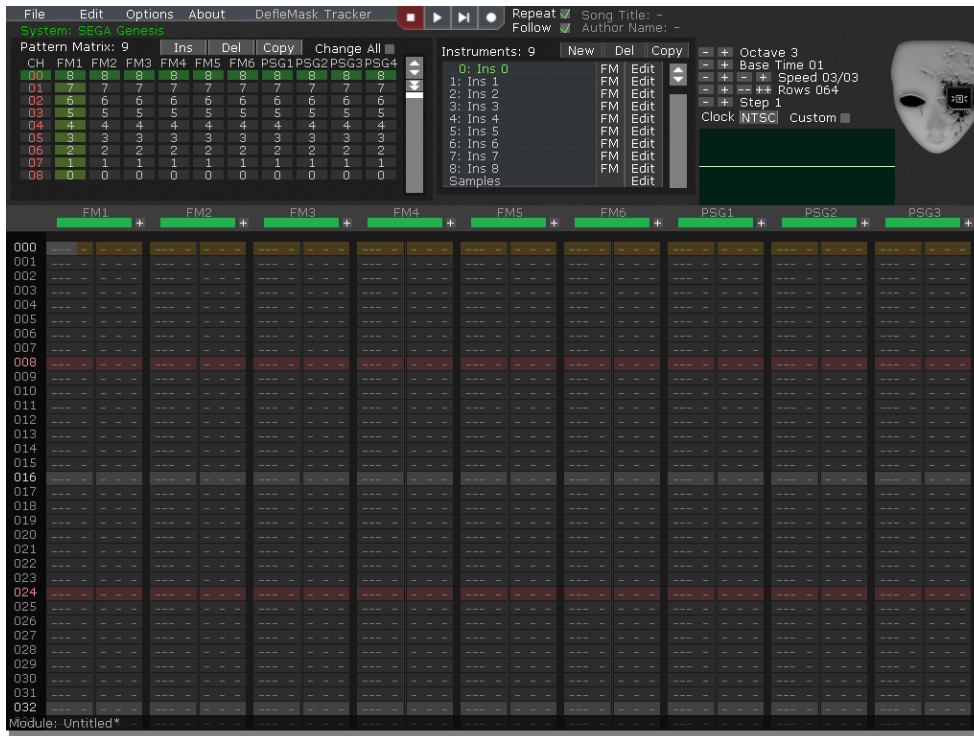 File Edit Options About DefleMask Tracker Repeat Song Title: -
Follow Author Name: -
System: SEGA Genesis
Pattern Matrix: 9 Ins Del Copy Change All
CH FM1 FM2 FM3 FM4 FM5 FM6 PSG1 PSG2 PSG3 PSG4
00 8 8 8 8 8 8 8 8 8 8
01 7 7 7 7 7 7 7 7 7 7
02 6 6 6 6 6 6 6 6 6 6
03 5 5 5 5 5 5 5 5 5 5
04 4 4 4 4 4 4 4 4 4 4
05 3 3 3 3 3 3 3 3 3 3
06 2 2 2 2 2 2 2 2 2 2
07 1 1 1 1 1 1 1 1 1 1
08 0 0 0 0 0 0 0 0 0 0
Instruments: 9 New Del Copy
0: Ins 0 FM Edit
1: Ins 1 FM Edit
2: Ins 2 FM Edit
3: Ins 3 FM Edit
4: Ins 4 FM Edit
5: Ins 5 FM Edit
6: Ins 6 FM Edit
7: Ins 7 FM Edit
8: Ins 8 FM Edit
Samples Edit
- + Octave 3
- + Base Time 01
- + - + Speed 03/03
- + -- ++ Rows 064
- + Step 1
Clock NTSC Custom
FM1 FM2 FM3 FM4 FM5 FM6 PSG1 PSG2 PSG3
+ + + + + + + + +
000
001
002
003
004
005
006
007
008
009
010
011
012
013
014
015
016
017
018
019
020
021
022
023
024
025
026
027
028
029
030
031
032
Module: Untitled*